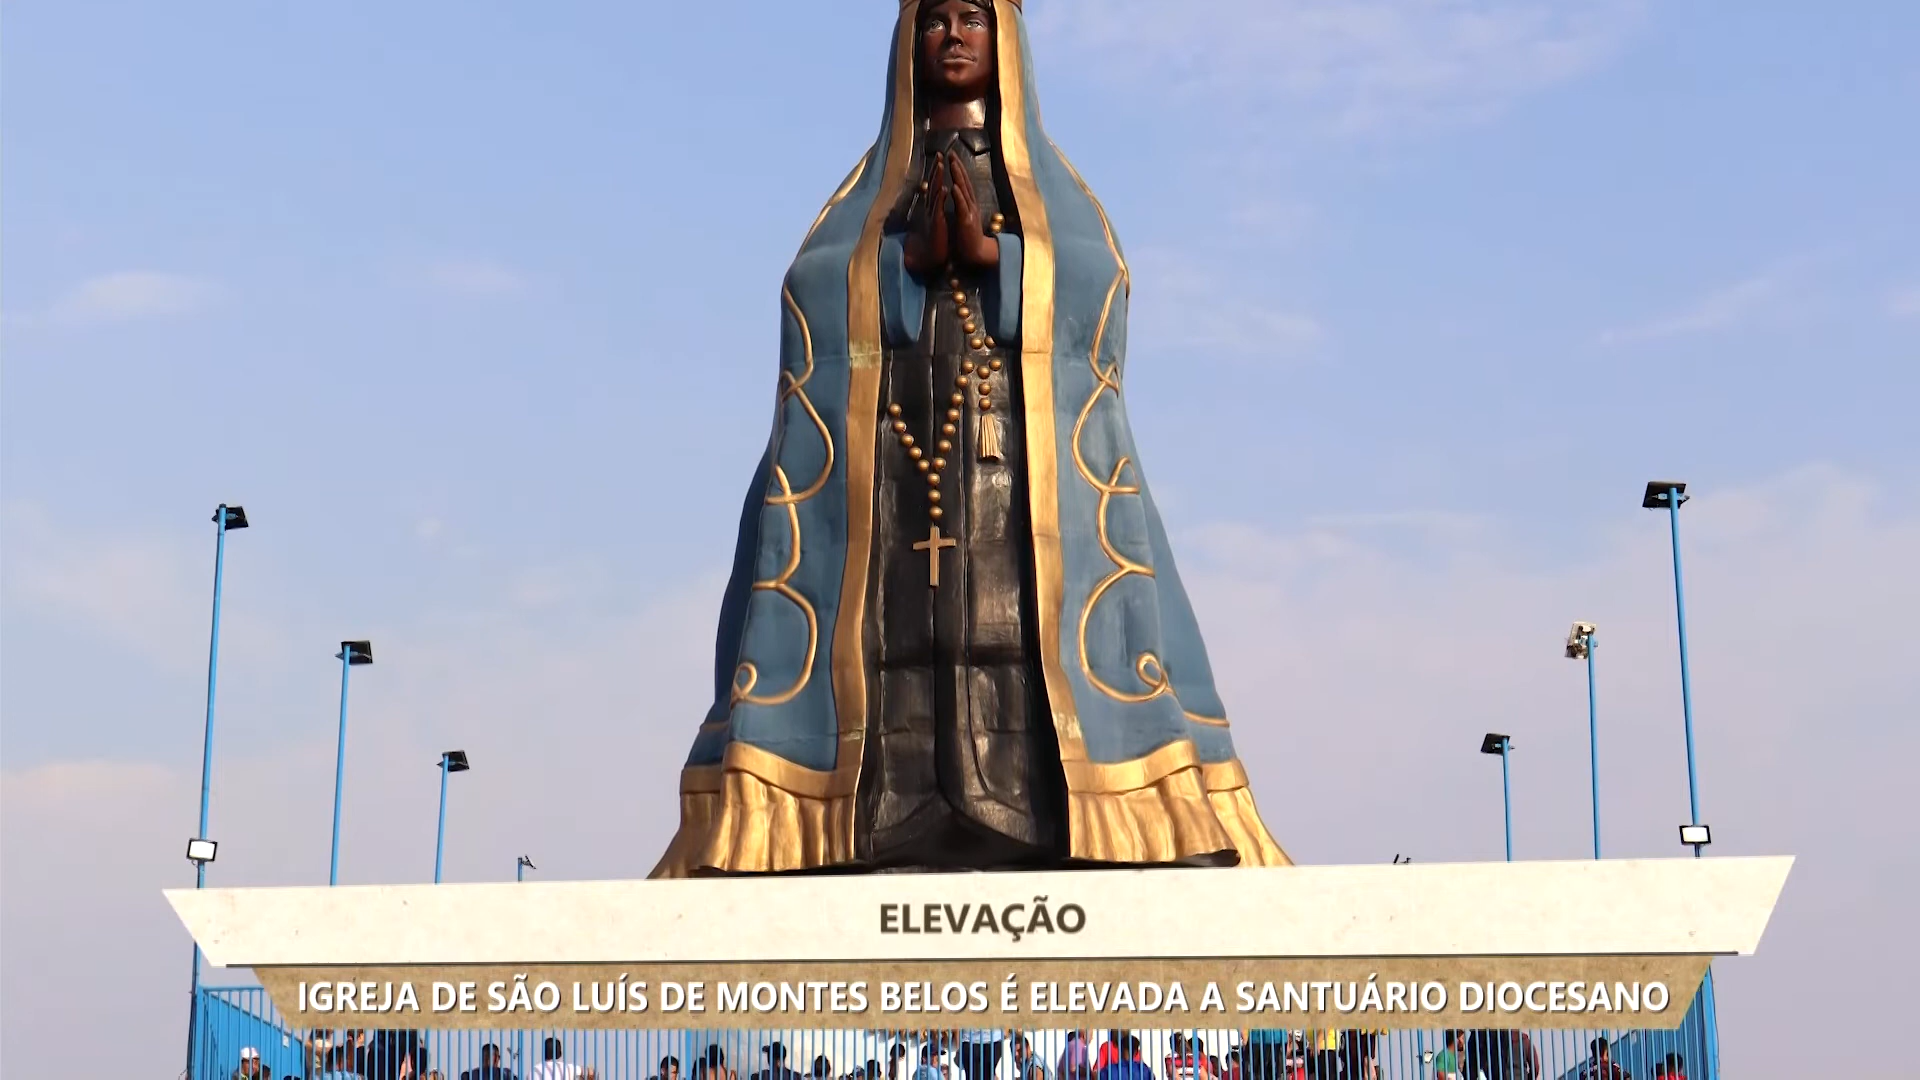 ELEVAÇÃO
IGREJA DE SÃO LUÍS DE MONTES BELOS É ELEVADA A SANTUÁRIO DIOCESANO